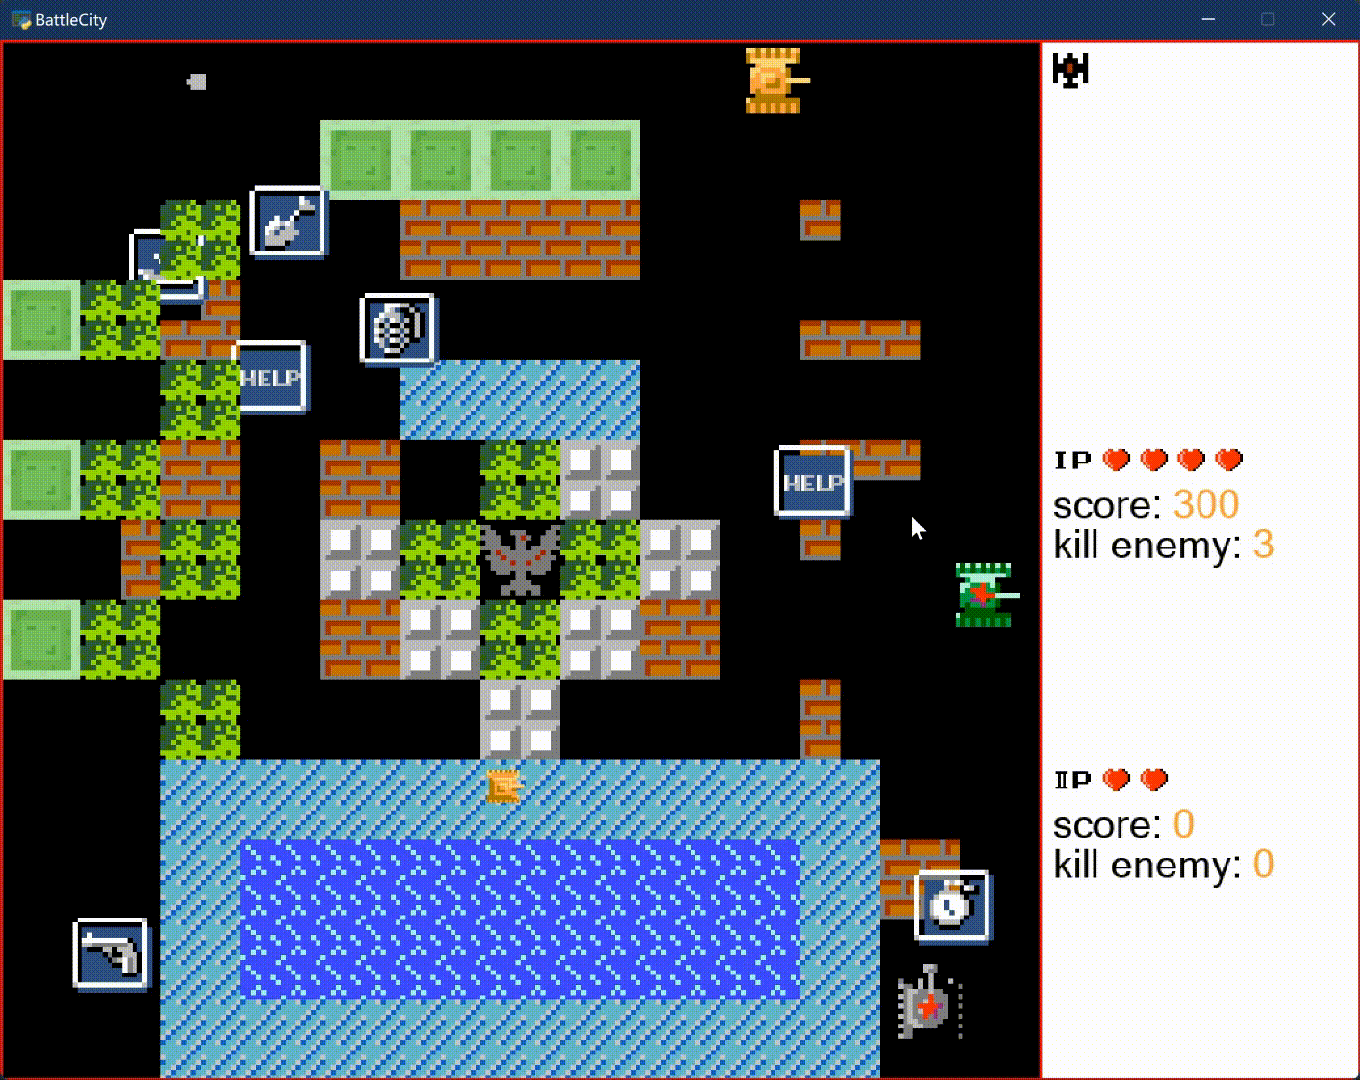 BattleCity
HELP
HELP
IP
score: 300
kill enemy: 3
IIP
score: 0
kill enemy: 0